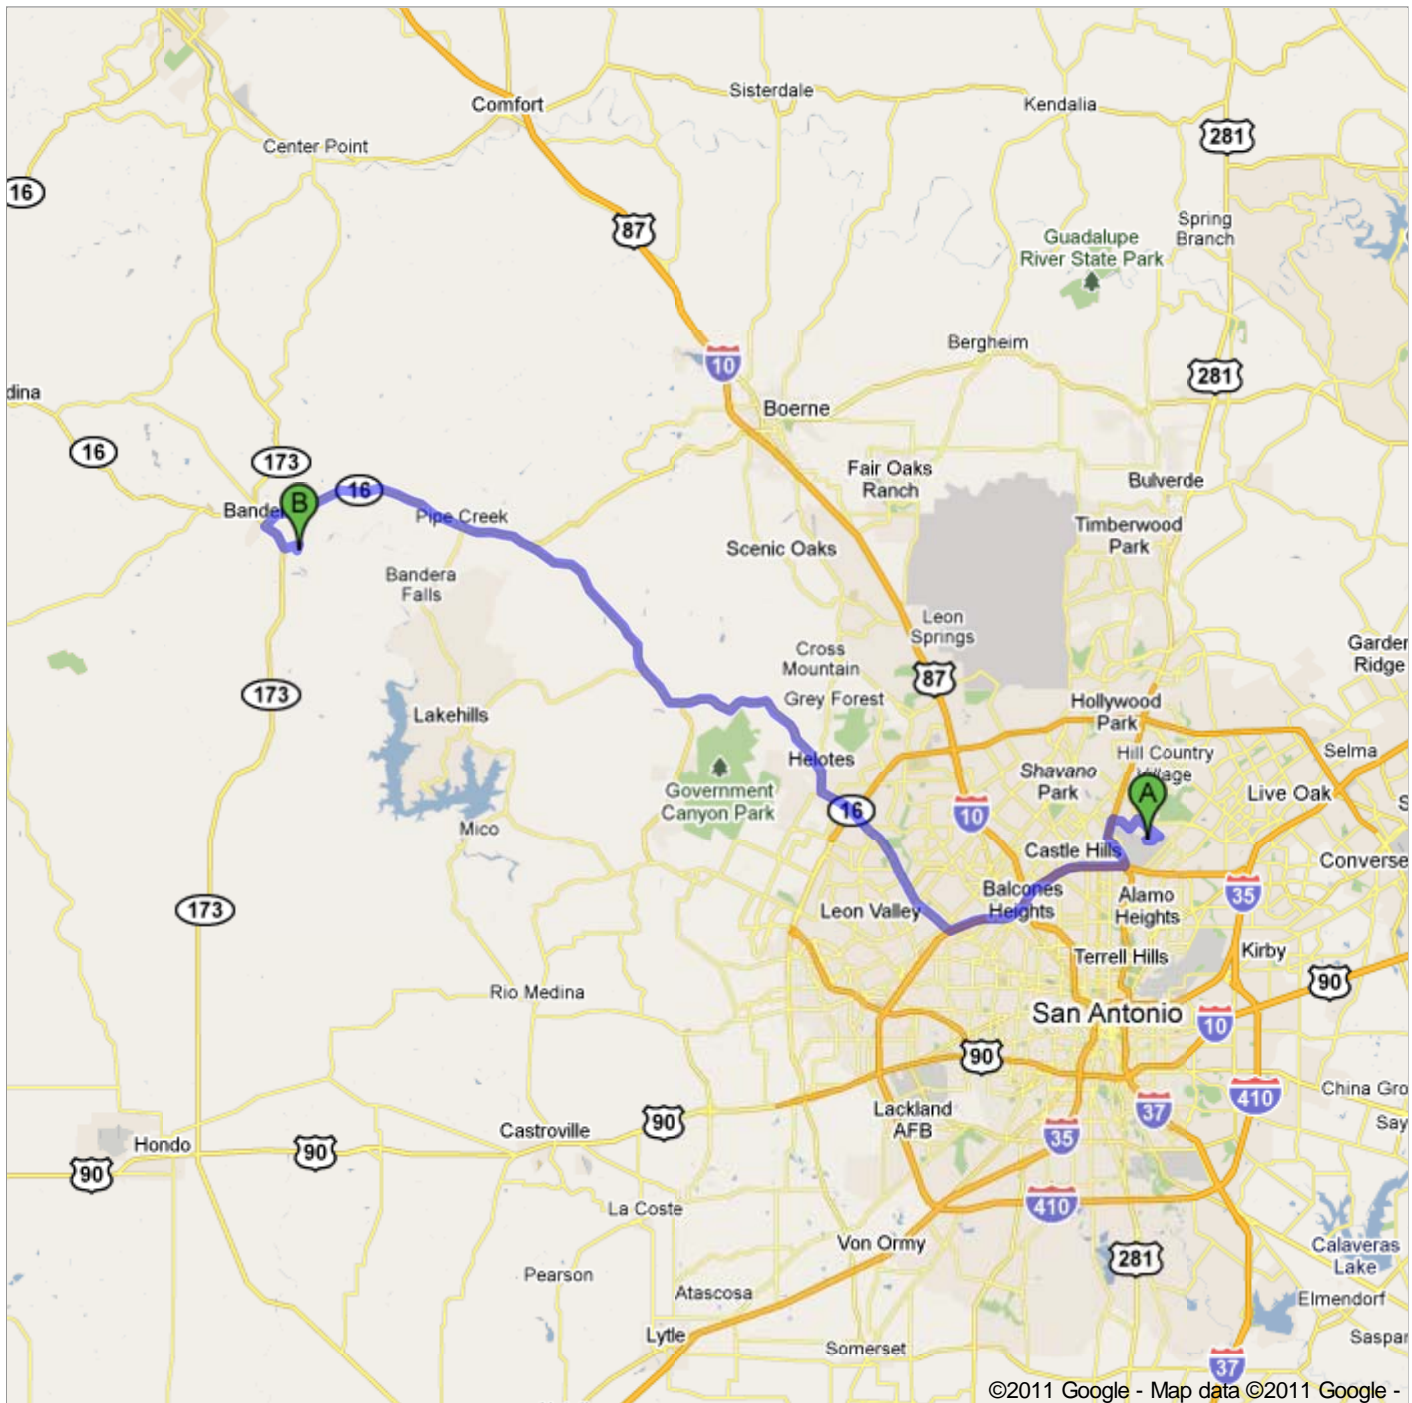 Comfort
Sisterdale
Kendalia
281
Center Point
16
87
Spring
Branch
Guadalupe
River State Park
Bergheim
10
281
dina
Boerne
16
173
Fair Oaks
Ranch
Bulverde
B
16
Bande
Pipe Creek
Timberwood
Park
Scenic Oaks
Bandera
Falls
Leon
Springs
Garder
Ridge
Cross
Mountain
87
173
Grey Forest
Hollywood
Park
Lakehills
Selma
Hill Country
Village
Helotes
Shavano
Park
A
Live Oak
Government
Canyon Park
16
10
S
Mico
Castle Hills
Converse
35
Balcones
Heights
Alamo
Heights
173
Leon Valley
Kirby
Terrell Hills
90
Rio Medina
San Antonio
10
90
China Gro
410
Lackland
AFB
37
90
Say
Castroville
35
Hondo
90
90
La Coste
410
Von Ormy
281
Calaveras
Lake
Pearson
Atascosa
Elmendorf
Lytle
Saspar
Somerset
37
©2011 Google - Map data ©2011 Google -